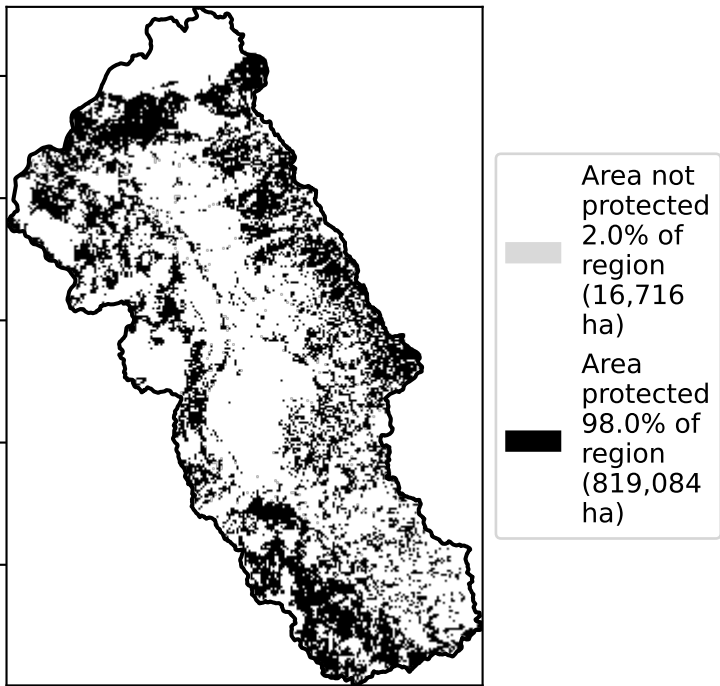 Area not
protected
2.0% of
region
(16,716
ha)
Area
protected
98.0% of
region
(819,084
ha)